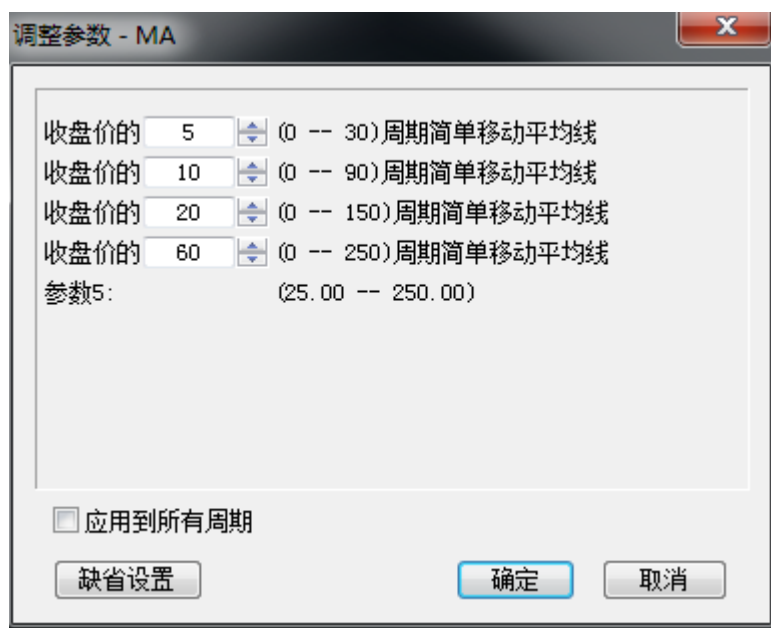 调整参数 - MA
收盘价的 5 (0 -- 30)周期简单移动平均线
收盘价的 10 (0 -- 90)周期简单移动平均线
收盘价的 20 (0 -- 150)周期简单移动平均线
收盘价的 60 (0 -- 250)周期简单移动平均线
参数5: (25.00 -- 250.00)
应用到所有周期
缺省设置 确定 取消